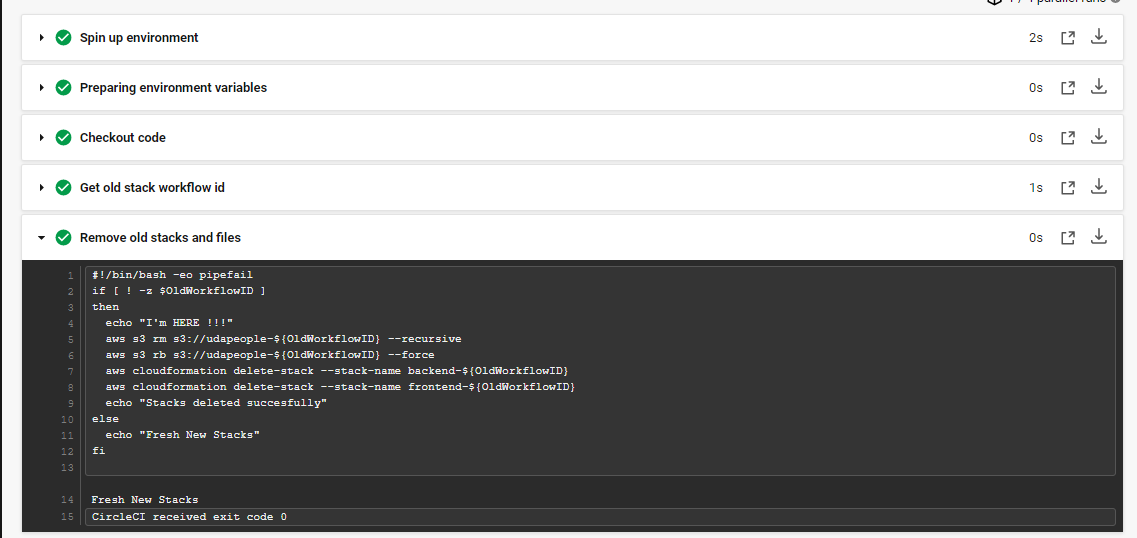 1 / 1 parallel runs
Spin up environment 2s
Preparing environment variables 0s
Checkout code 0s
Get old stack workflow id 1s
Remove old stacks and files 0s
1 #!/bin/bash -eo pipefail
2 if [ ! -z $OldWorkflowID ]
3 then
4 echo "I'm HERE !!!"
5 aws s3 rm s3://udapeople-${OldWorkflowID} --recursive
6 aws s3 rb s3://udapeople-${OldWorkflowID} --force
7 aws cloudformation delete-stack --stack-name backend-${OldWorkflowID}
8 aws cloudformation delete-stack --stack-name frontend-${OldWorkflowID}
9 echo "Stacks deleted succesfully"
10 else
11 echo "Fresh New Stacks"
12 fi
13
14 Fresh New Stacks
15 CircleCI received exit code 0